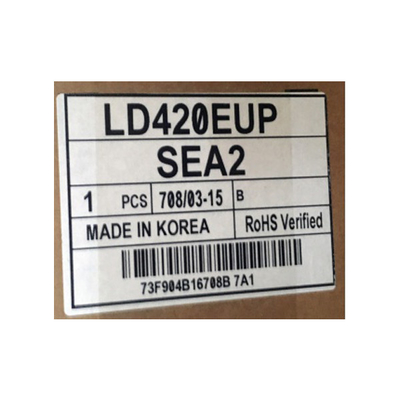 LD420EUP
SEA2
1 PCS 708/03-15 B
MADE IN KOREA RoHS Verified
73F904B16708B 7A1